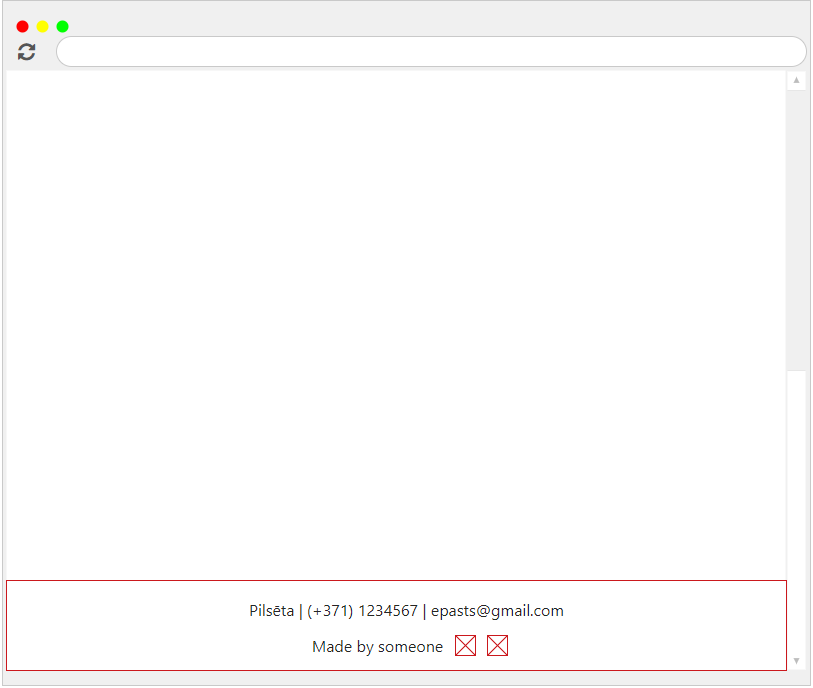 Pilsēta | (+371) 1234567 | epasts@gmail.com
Made by someone